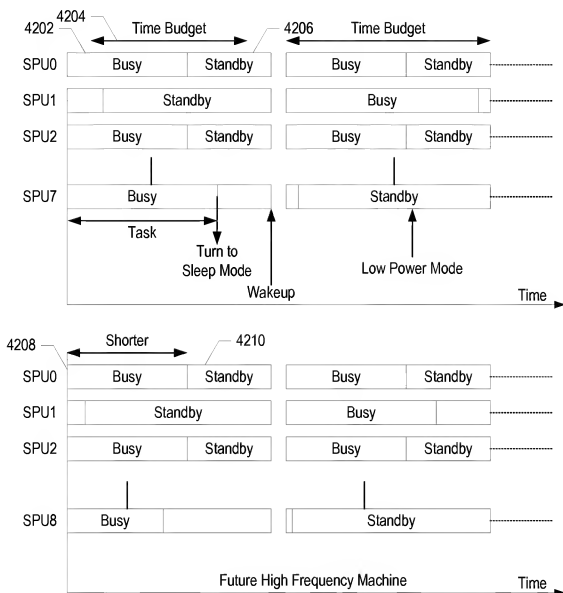 4204
4202 Time Budget 4206 Time Budget
SPU0 Busy Standby Busy Standby
SPU1 Standby Busy
SPU2 Busy Standby Busy Standby
SPU7 Busy Standby
Task
Turn to
Sleep Mode
Low Power Mode
Wakeup
Time
4208 Shorter 4210
SPU0 Busy Standby Busy Standby
SPU1 Standby Busy
SPU2 Busy Standby Busy Standby
SPU8 Busy Standby
Future High Frequency Machine Time